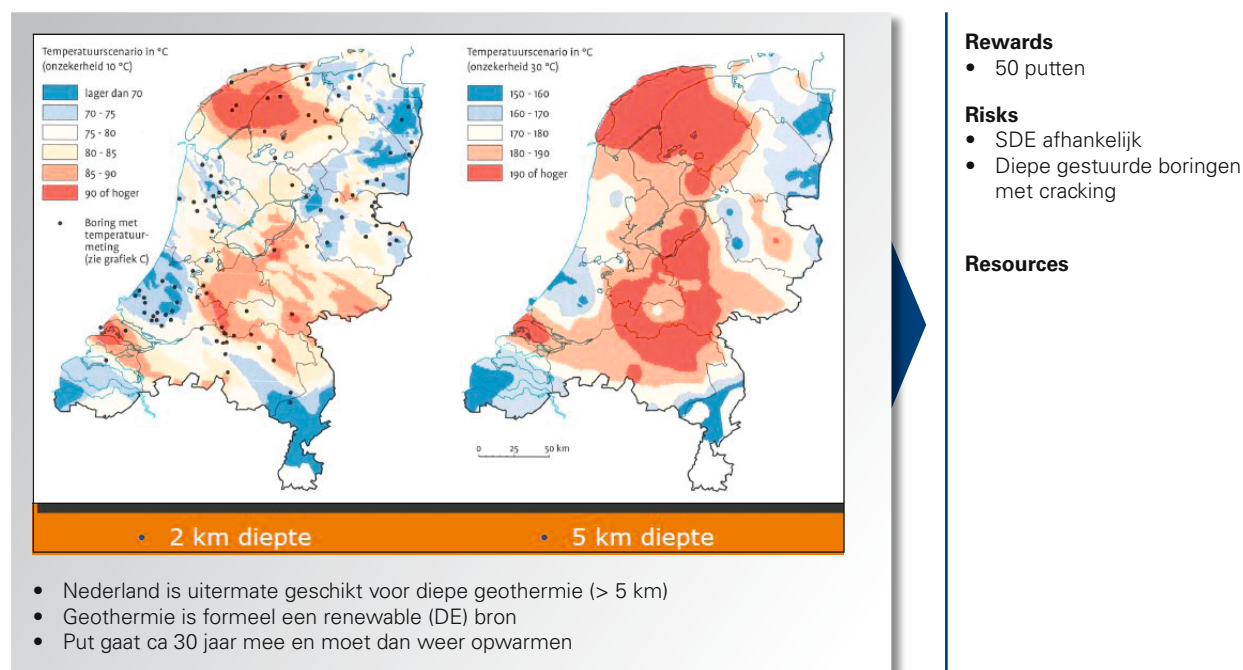 Temperatuurscenario in °C
(onzekerheid 10 °C)
lager dan 70
70 - 75
75 - 80
80 - 85
85 - 90
90 of hoger
Boring met
temperatuur-
meting
(zie grafiek C)
Temperatuurscenario in °C
(onzekerheid 30 °C)
150 - 160
160 - 170
170 - 180
180 - 190
190 of hoger
0 25 50 km
• 2 km diepte
• 5 km diepte
• Nederland is uitermate geschikt voor diepe geothermie (> 5 km)
• Geothermie is formeel een renewable (DE) bron
• Put gaat ca 30 jaar mee en moet dan weer opwarmen
Rewards
• 50 putten
Risks
• SDE afhankelijk
• Diepe gestuurde boringen
met cracking
Resources